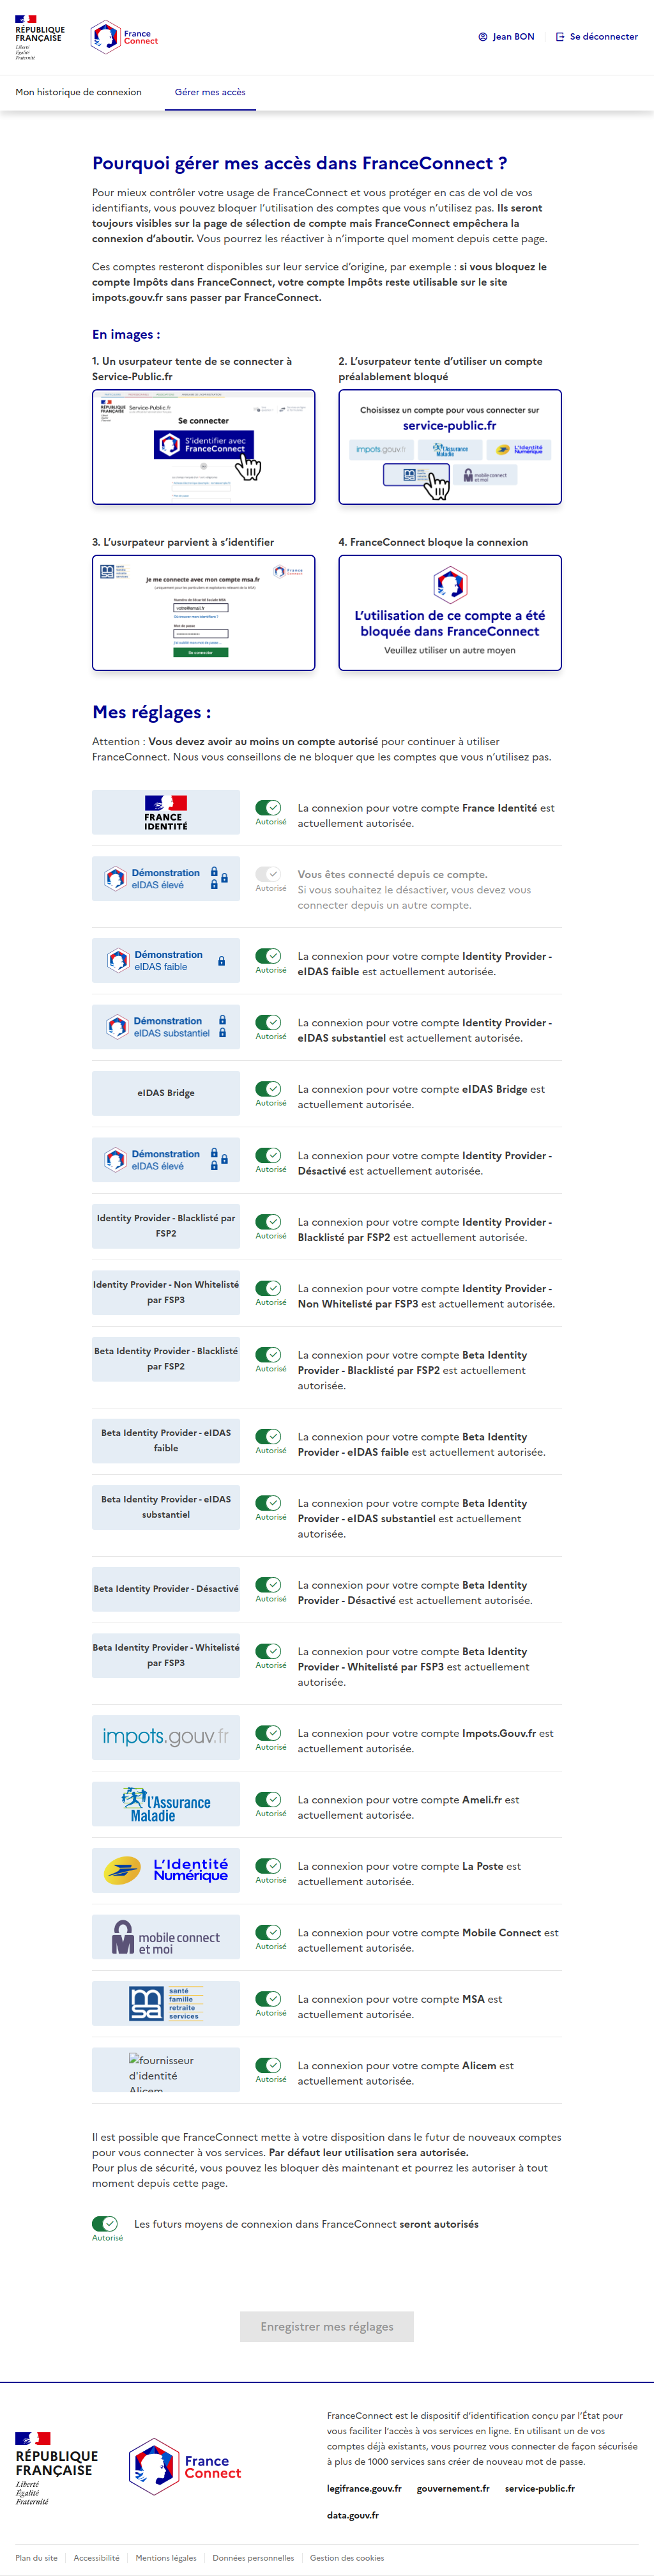 RÉPUBLIQUE
FRANÇAISE
Liberté
Égalité
Fraternité
France
Connect
Jean BON
Se déconnecter
Mon historique de connexion
Gérer mes accès
Pourquoi gérer mes accès dans FranceConnect ?
Pour mieux contrôler votre usage de FranceConnect et vous protéger en cas de vol de vos
identifiants, vous pouvez bloquer l’utilisation des comptes que vous n’utilisez pas. Ils seront
toujours visibles sur la page de sélection de compte mais FranceConnect empêchera la
connexion d’aboutir. Vous pourrez les réactiver à n’importe quel moment depuis cette page.
Ces comptes resteront disponibles sur leur service d’origine, par exemple : si vous bloquez le
compte Impôts dans FranceConnect, votre compte Impôts reste utilisable sur le site
impots.gouv.fr sans passer par FranceConnect.
En images :
1. Un usurpateur tente de se connecter à
Service-Public.fr
RÉPUBLIQUE
FRANÇAISE
Service-Public.fr
Se connecter
S’identifier avec
FranceConnect
2. L’usurpateur tente d’utiliser un compte
préalablement bloqué
Choisissez un compte pour vous connecter sur
service-public.fr
impots.gouv.fr
l’Assurance
Maladie
L’Identité
Numérique
mobile connect
et moi
3. L’usurpateur parvient à s’identifier
Je me connecte avec mon compte msa.fr
Numéro de Sécurité Sociale MSA
Mot de passe
Se connecter
4. FranceConnect bloque la connexion
L’utilisation de ce compte a été
bloquée dans FranceConnect
Veuillez utiliser un autre moyen
Mes réglages :
Attention : Vous devez avoir au moins un compte autorisé pour continuer à utiliser
FranceConnect. Nous vous conseillons de ne bloquer que les comptes que vous n’utilisez pas.
FRANCE
IDENTITÉ
Autorisé
La connexion pour votre compte France Identité est
actuellement autorisée.
Démonstration
eIDAS élevé
Autorisé
Vous êtes connecté depuis ce compte.
Si vous souhaitez le désactiver, vous devez vous
connecter depuis un autre compte.
Démonstration
eIDAS faible
Autorisé
La connexion pour votre compte Identity Provider -
eIDAS faible est actuellement autorisée.
Démonstration
eIDAS substantiel
Autorisé
La connexion pour votre compte Identity Provider -
eIDAS substantiel est actuellement autorisée.
eIDAS Bridge
Autorisé
La connexion pour votre compte eIDAS Bridge est
actuellement autorisée.
Démonstration
eIDAS élevé
Autorisé
La connexion pour votre compte Identity Provider -
Désactivé est actuellement autorisée.
Identity Provider - Blacklisté par
FSP2
Autorisé
La connexion pour votre compte Identity Provider -
Blacklisté par FSP2 est actuellement autorisée.
Identity Provider - Non Whitelisté
par FSP3
Autorisé
La connexion pour votre compte Identity Provider -
Non Whitelisté par FSP3 est actuellement autorisée.
Beta Identity Provider - Blacklisté
par FSP2
Autorisé
La connexion pour votre compte Beta Identity
Provider - Blacklisté par FSP2 est actuellement
autorisée.
Beta Identity Provider - eIDAS
faible
Autorisé
La connexion pour votre compte Beta Identity
Provider - eIDAS faible est actuellement autorisée.
Beta Identity Provider - eIDAS
substantiel
Autorisé
La connexion pour votre compte Beta Identity
Provider - eIDAS substantiel est actuellement
autorisée.
Beta Identity Provider - Désactivé
Autorisé
La connexion pour votre compte Beta Identity
Provider - Désactivé est actuellement autorisée.
Beta Identity Provider - Whitelisté
par FSP3
Autorisé
La connexion pour votre compte Beta Identity
Provider - Whitelisté par FSP3 est actuellement
autorisée.
impots.gouv.fr
Autorisé
La connexion pour votre compte Impots.Gouv.fr est
actuellement autorisée.
l’Assurance
Maladie
Autorisé
La connexion pour votre compte Ameli.fr est
actuellement autorisée.
L’Identité
Numérique
Autorisé
La connexion pour votre compte La Poste est
actuellement autorisée.
mobile connect
et moi
Autorisé
La connexion pour votre compte Mobile Connect est
actuellement autorisée.
msa
santé
famille
retraite
services
Autorisé
La connexion pour votre compte MSA est
actuellement autorisée.
fournisseur
d'identité
Alicem
Autorisé
La connexion pour votre compte Alicem est
actuellement autorisée.
Il est possible que FranceConnect mette à votre disposition dans le futur de nouveaux comptes
pour vous connecter à vos services. Par défaut leur utilisation sera autorisée.
Pour plus de sécurité, vous pouvez les bloquer dès maintenant et pourrez les autoriser à tout
moment depuis cette page.
Autorisé
Les futurs moyens de connexion dans FranceConnect seront autorisés
Enregistrer mes réglages
RÉPUBLIQUE
FRANÇAISE
Liberté
Égalité
Fraternité
France
Connect
FranceConnect est le dispositif d’identification conçu par l’État pour
vous faciliter l’accès à vos services en ligne. En utilisant un de vos
comptes déjà existants, vous pourrez vous connecter de façon sécurisée
à plus de 1000 services sans créer de nouveau mot de passe.
legifrance.gouv.fr
gouvernement.fr
service-public.fr
data.gouv.fr
Plan du site
Accessibilité
Mentions légales
Données personnelles
Gestion des cookies